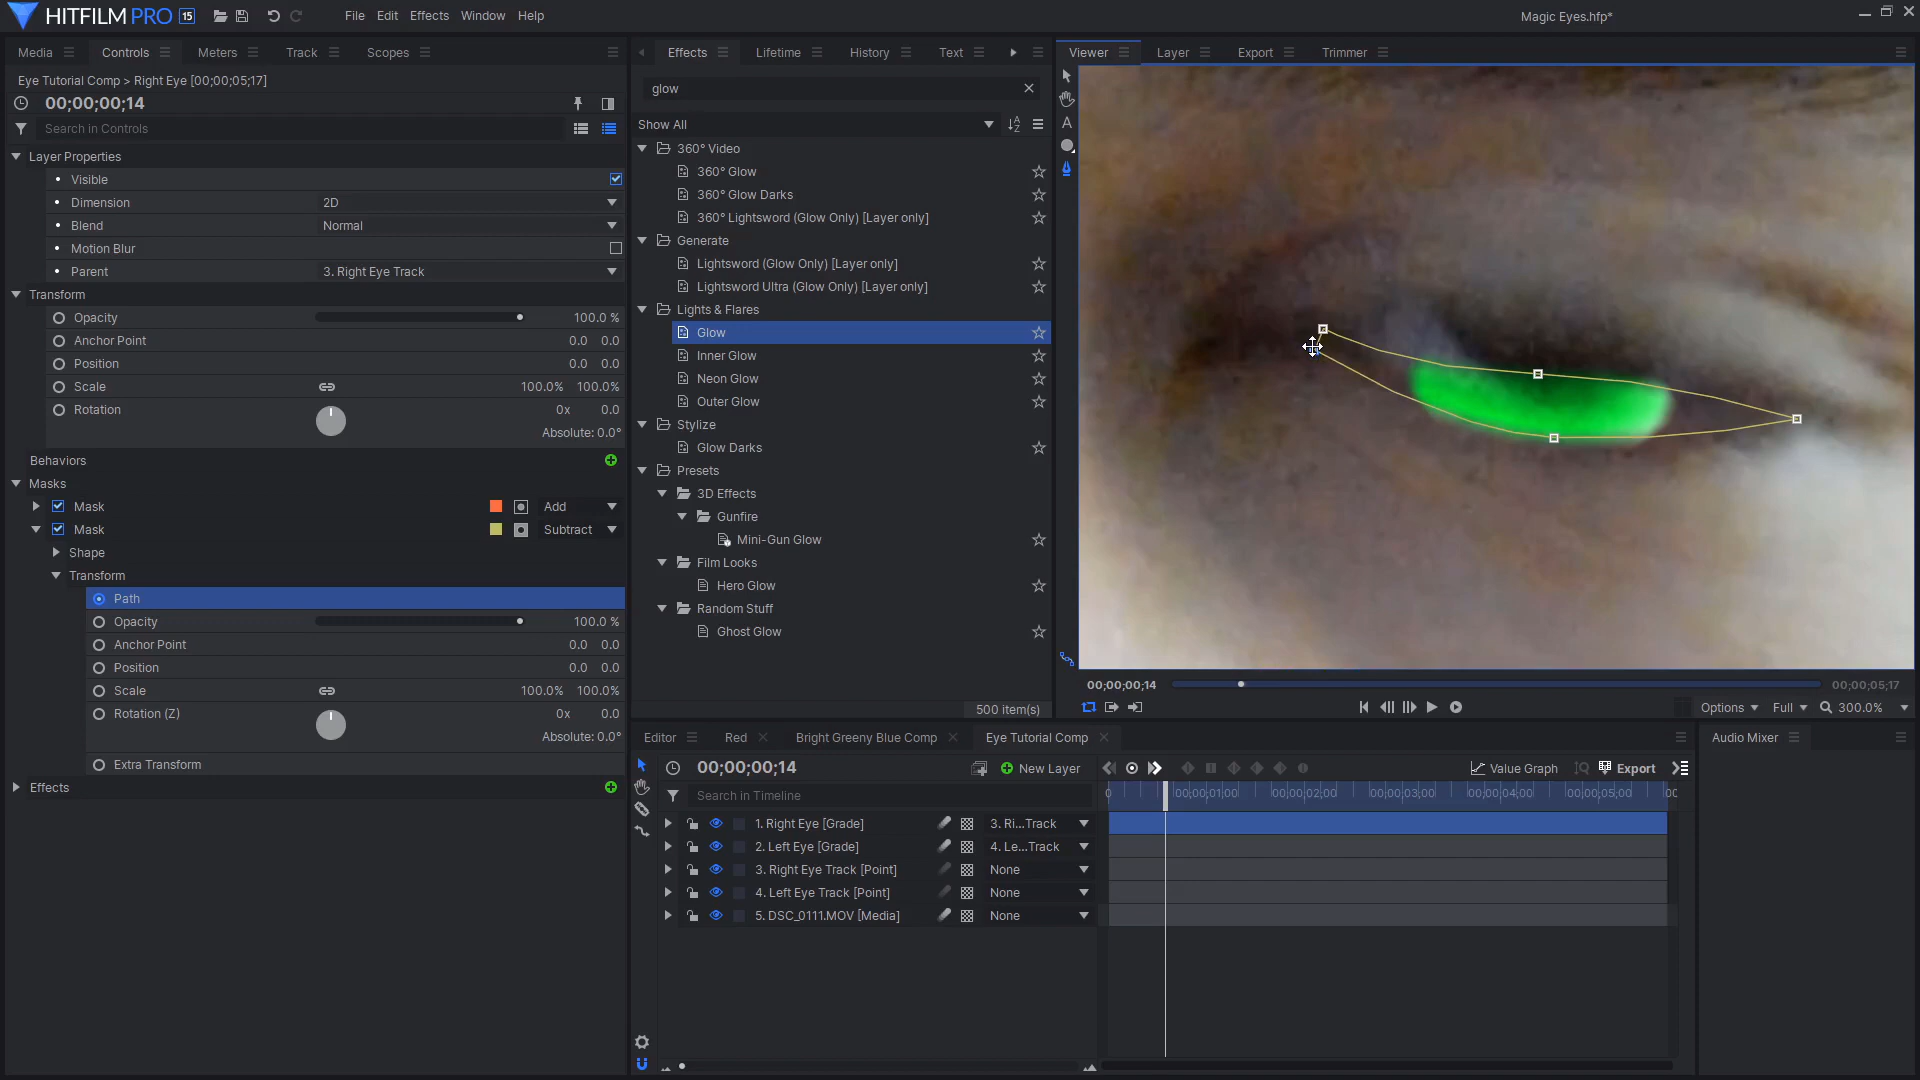 HITFILM PRO 15
File Edit Effects Window Help
Magic Eyes.hfp*
Media Controls Meters Track Scopes
Eye Tutorial Comp > Right Eye [00;00;05;17]
00;00;00;14
Search in Controls
Layer Properties
Visible
Dimension 2D
Blend Normal
Motion Blur
Parent 3. Right Eye Track
Transform
Opacity 100.0 %
Anchor Point 0.0 0.0
Position 0.0 0.0
Scale 100.0% 100.0%
Rotation 0x 0.0
Absolute: 0.0°
Behaviors
Masks
Mask Add
Mask Subtract
Shape
Transform
Path
Opacity 100.0 %
Anchor Point 0.0 0.0
Position 0.0 0.0
Scale 100.0% 100.0%
Rotation (Z) 0x 0.0
Absolute: 0.0°
Extra Transform
Effects
Effects Lifetime History Text
glow
Show All
360° Video
360° Glow
360° Glow Darks
360° Lightsword (Glow Only) [Layer only]
Generate
Lightsword (Glow Only) [Layer only]
Lightsword Ultra (Glow Only) [Layer only]
Lights & Flares
Glow
Inner Glow
Neon Glow
Outer Glow
Stylize
Glow Darks
Presets
3D Effects
Gunfire
Mini-Gun Glow
Film Looks
Hero Glow
Random Stuff
Ghost Glow
500 item(s)
Viewer Layer Export Trimmer
A
00;00;00;14 00;00;05;17
Options Full 300.0%
Editor Red Bright Greeny Blue Comp Eye Tutorial Comp
00;00;00;14 New Layer Value Graph Export
Search in Timeline
0 00;00;01;00 00;00;02;00 00;00;03;00 00;00;04;00 00;00;05;00 00
1. Right Eye [Grade] 3. Ri...Track
2. Left Eye [Grade] 4. Le...Track
3. Right Eye Track [Point] None
4. Left Eye Track [Point] None
5. DSC_0111.MOV [Media] None
Audio Mixer